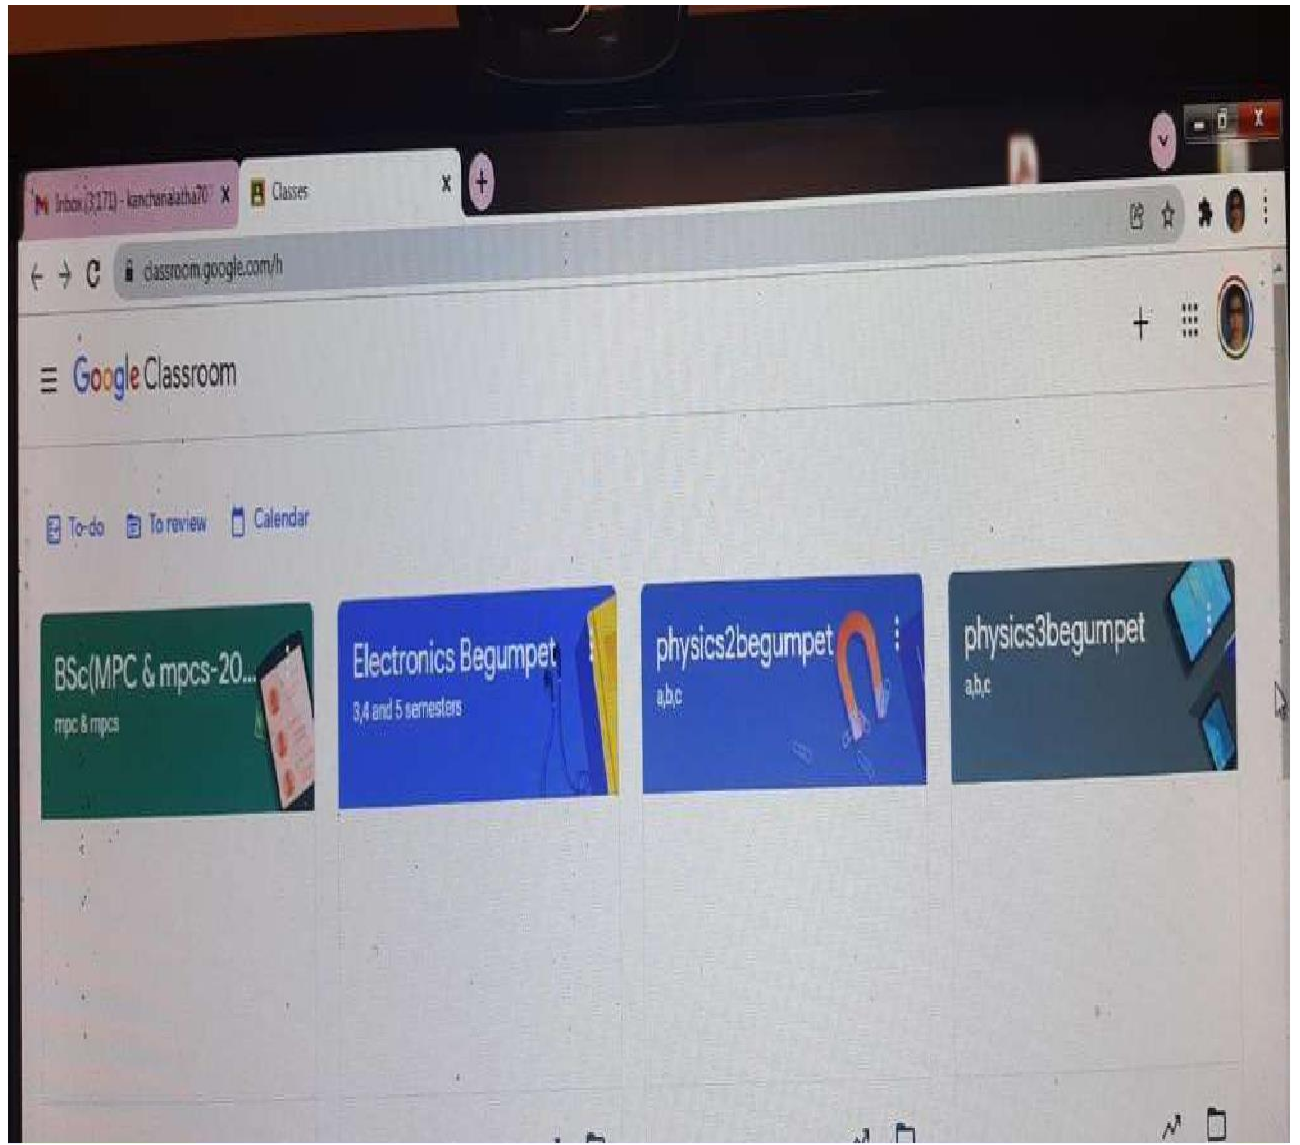 Inbox (3,171) - kanchanalatha70
Classes
classroom.google.com/h
Google Classroom
To-do To review Calendar
BSc(MPC & mpcs-20...
mpc & mpcs
Electronics Begumpet
3,4 and 5 semesters
physics2begumpet
a,b,c
physics3begumpet
a,b,c